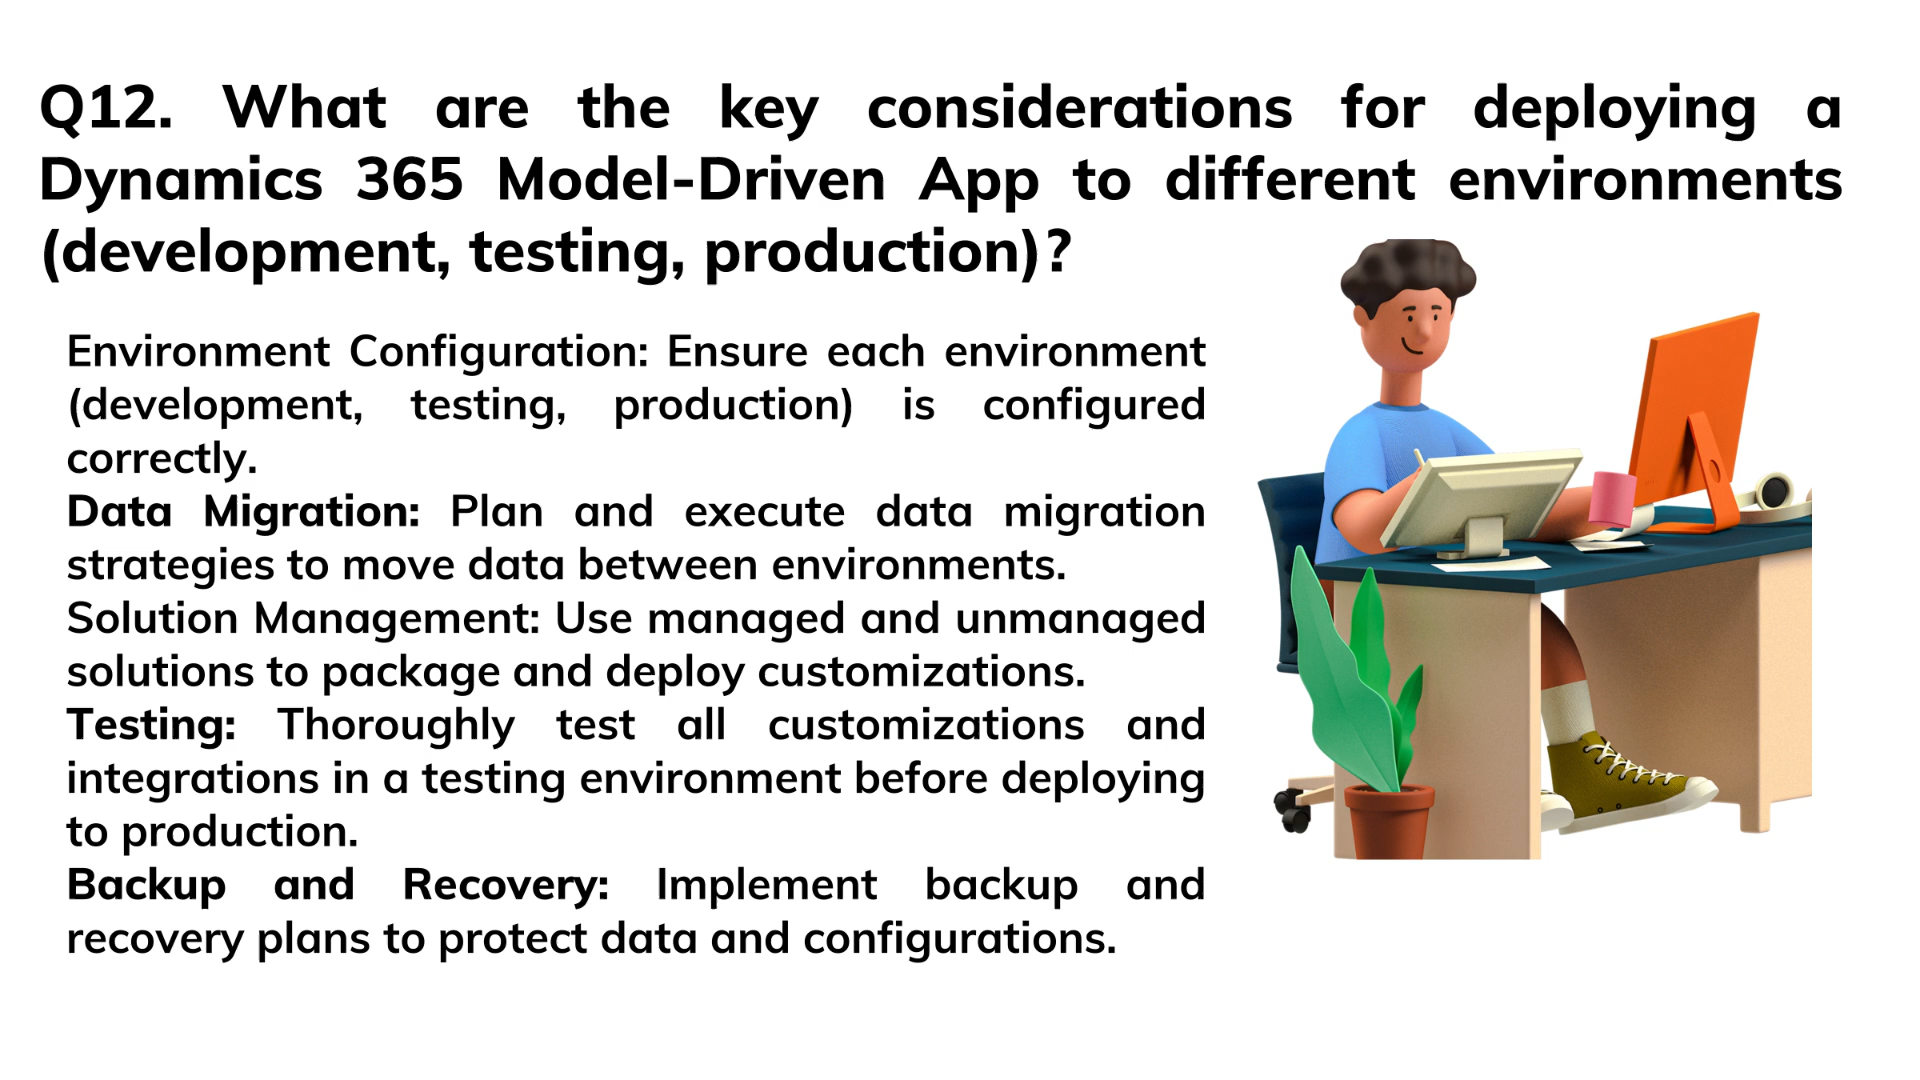 Q12. What are the key considerations for deploying a
Dynamics 365 Model-Driven App to different environments
(development, testing, production)?
Environment Configuration: Ensure each environment
(development, testing, production) is configured
correctly.
Data Migration: Plan and execute data migration
strategies to move data between environments.
Solution Management: Use managed and unmanaged
solutions to package and deploy customizations.
Testing: Thoroughly test all customizations and
integrations in a testing environment before deploying
to production.
Backup and Recovery: Implement backup and
recovery plans to protect data and configurations.